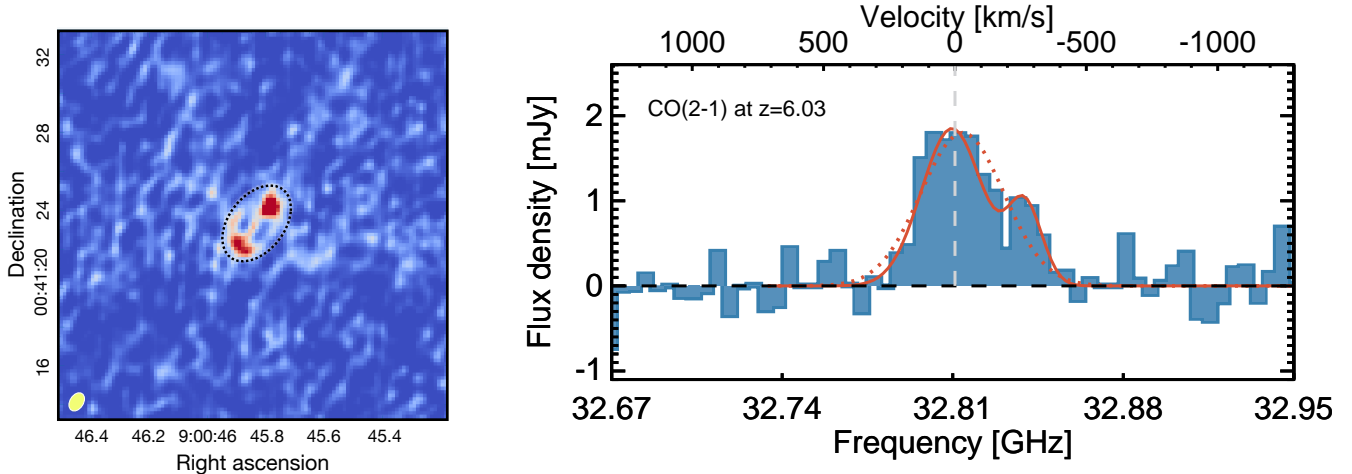 Declination
32
28
24
00:41:20
16
46.4 46.2 9:00:46 45.8 45.6 45.4
Right ascension
Velocity [km/s]
1000 500 0 -500 -1000
CO(2-1) at z=6.03
Flux density [mJy]
2
1
0
-1
32.67 32.74 32.81 32.88 32.95
Frequency [GHz]